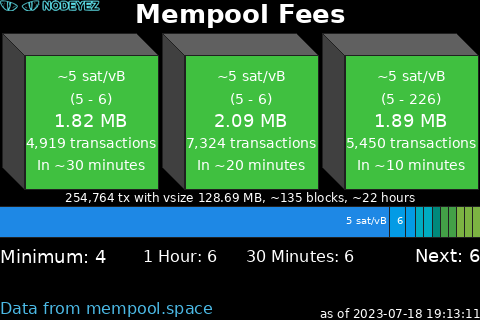 NODEYEZ
Mempool Fees
~5 sat/vB
(5 - 6)
1.82 MB
4,919 transactions
In ~30 minutes
~5 sat/vB
(5 - 6)
2.09 MB
7,324 transactions
In ~20 minutes
~5 sat/vB
(5 - 226)
1.89 MB
5,450 transactions
In ~10 minutes
254,764 tx with vsize 128.69 MB, ~135 blocks, ~22 hours
5 sat/vB 6
Minimum: 4 1 Hour: 6 30 Minutes: 6 Next: 6
Data from mempool.space
as of 2023-07-18 19:13:11